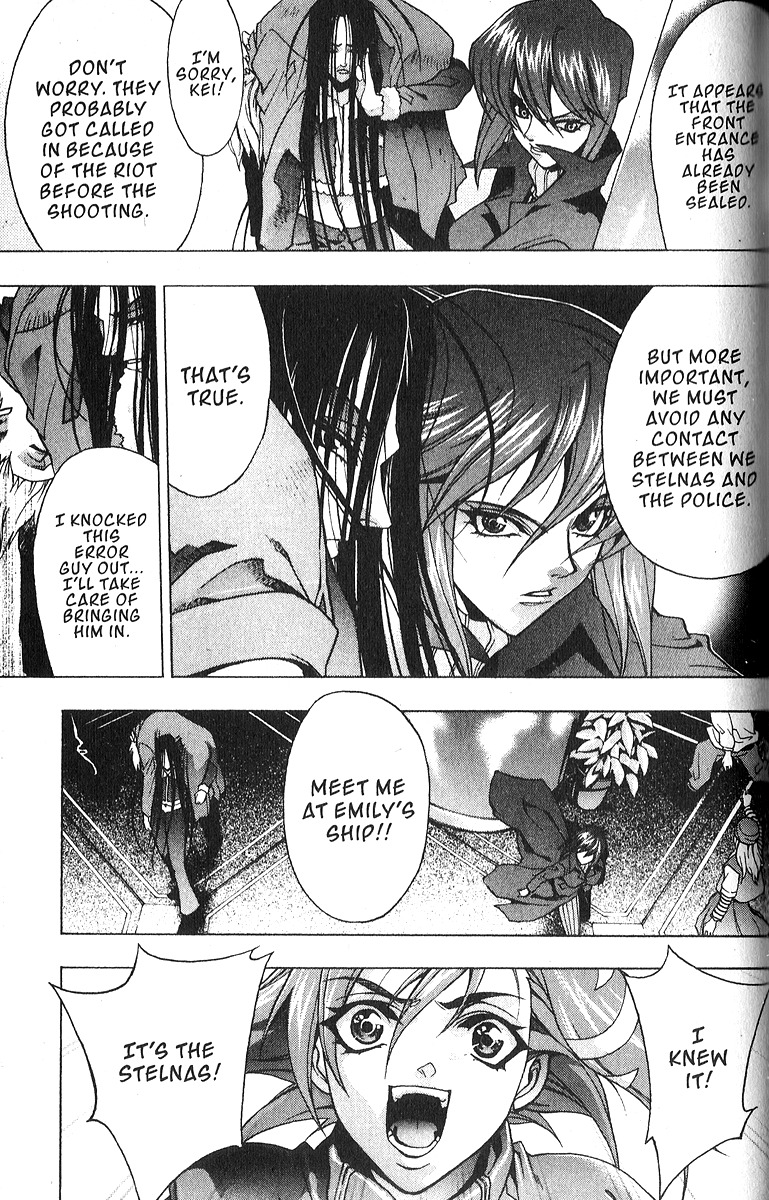 IT APPEARS
THAT THE
FRONT
ENTRANCE
HAS
ALREADY
BEEN
SEALED.
I'M
SORRY,
KEI!
DON'T
WORRY. THEY
PROBABLY
GOT CALLED
IN BECAUSE
OF THE RIOT
BEFORE THE
SHOOTING.
BUT MORE
IMPORTANT,
WE MUST
AVOID ANY
CONTACT
BETWEEN WE
STELNAS AND
THE POLICE.
THAT'S
TRUE.
I KNOCKED
THIS
ERROR
GUY OUT...
I'LL TAKE
CARE OF
BRINGING
HIM IN.
MEET ME
AT EMILY'S
SHIP!!
I
KNEW
IT!
IT'S THE
STELNAS!